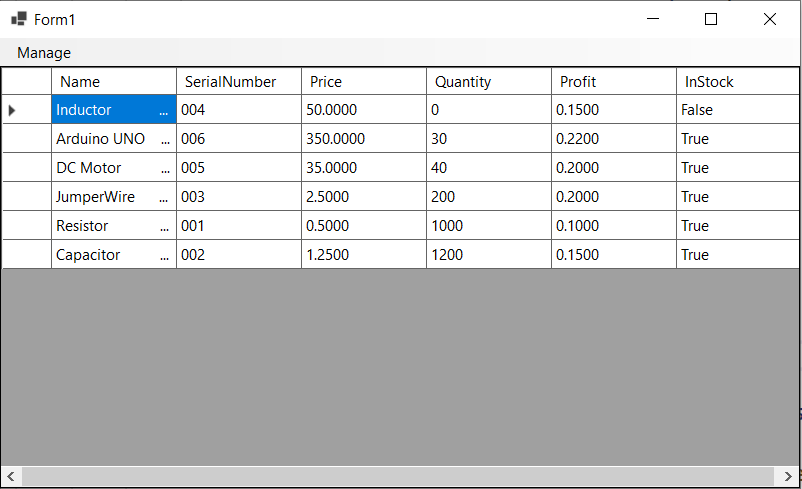 Form1
Manage
Name SerialNumber Price Quantity Profit InStock
Inductor ... 004 50.0000 0 0.1500 False
Arduino UNO ... 006 350.0000 30 0.2200 True
DC Motor ... 005 35.0000 40 0.2000 True
JumperWire ... 003 2.5000 200 0.2000 True
Resistor ... 001 0.5000 1000 0.1000 True
Capacitor ... 002 1.2500 1200 0.1500 True